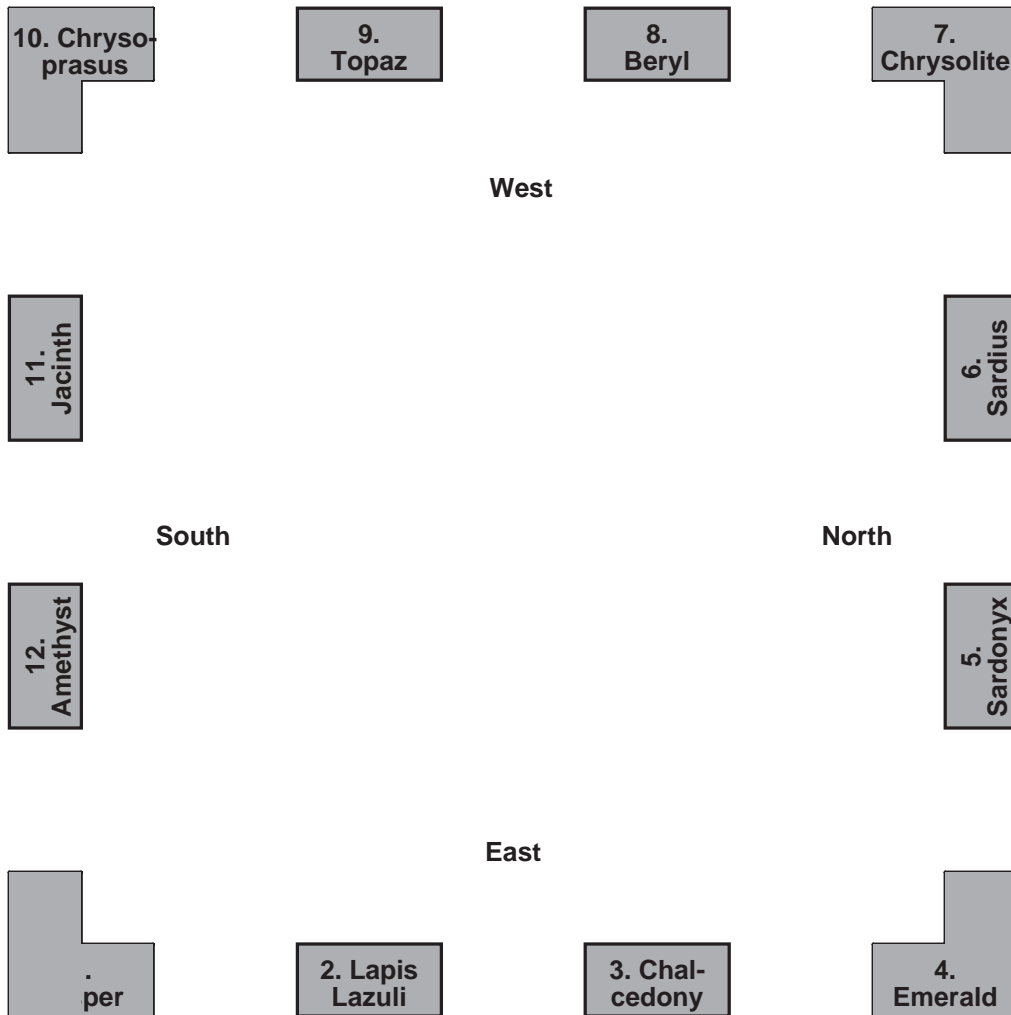 10. Chryso-
prasus
9.
Topaz
8.
Beryl
7.
Chrysolite
West
11.
Jacinth
6.
Sardius
South
North
12.
Amethyst
5.
Sardonyx
East
.
per
2. Lapis
Lazuli
3. Chal-
cedony
4.
Emerald